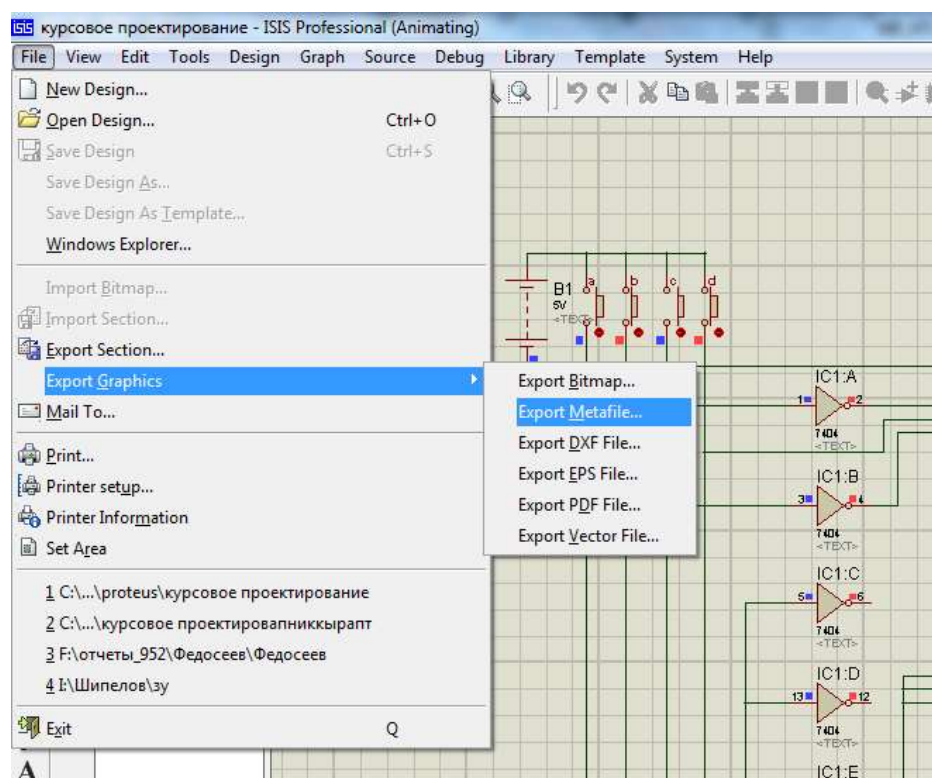 isis курсовое проектирование - ISIS Professional (Animating)
File View Edit Tools Design Graph Source Debug Library Template System Help
New Design...
Open Design... Ctrl+O
Save Design Ctrl+S
Save Design As...
Save Design As Template...
Windows Explorer...
Import Bitmap...
Import Section...
Export Section...
Export Graphics
Mail To...
Print...
Printer setup...
Printer Information
Set Area
1 C:\...\proteus\курсовое проектирование
2 C:\...\курсовое проектировапниккырапт
3 F:\отчеты_952\Федосеев\Федосеев
4 I:\Шипелов\зу
Exit Q
Export Bitmap...
Export Metafile...
Export DXF File...
Export EPS File...
Export PDF File...
Export Vector File...
B1
5V
<TEXT>
a b c d
IC1:A
1 2
7404
<TEXT>
IC1:B
3 4
7404
<TEXT>
IC1:C
5 6
7404
<TEXT>
IC1:D
13 12
7404
<TEXT>
IC1:E
A